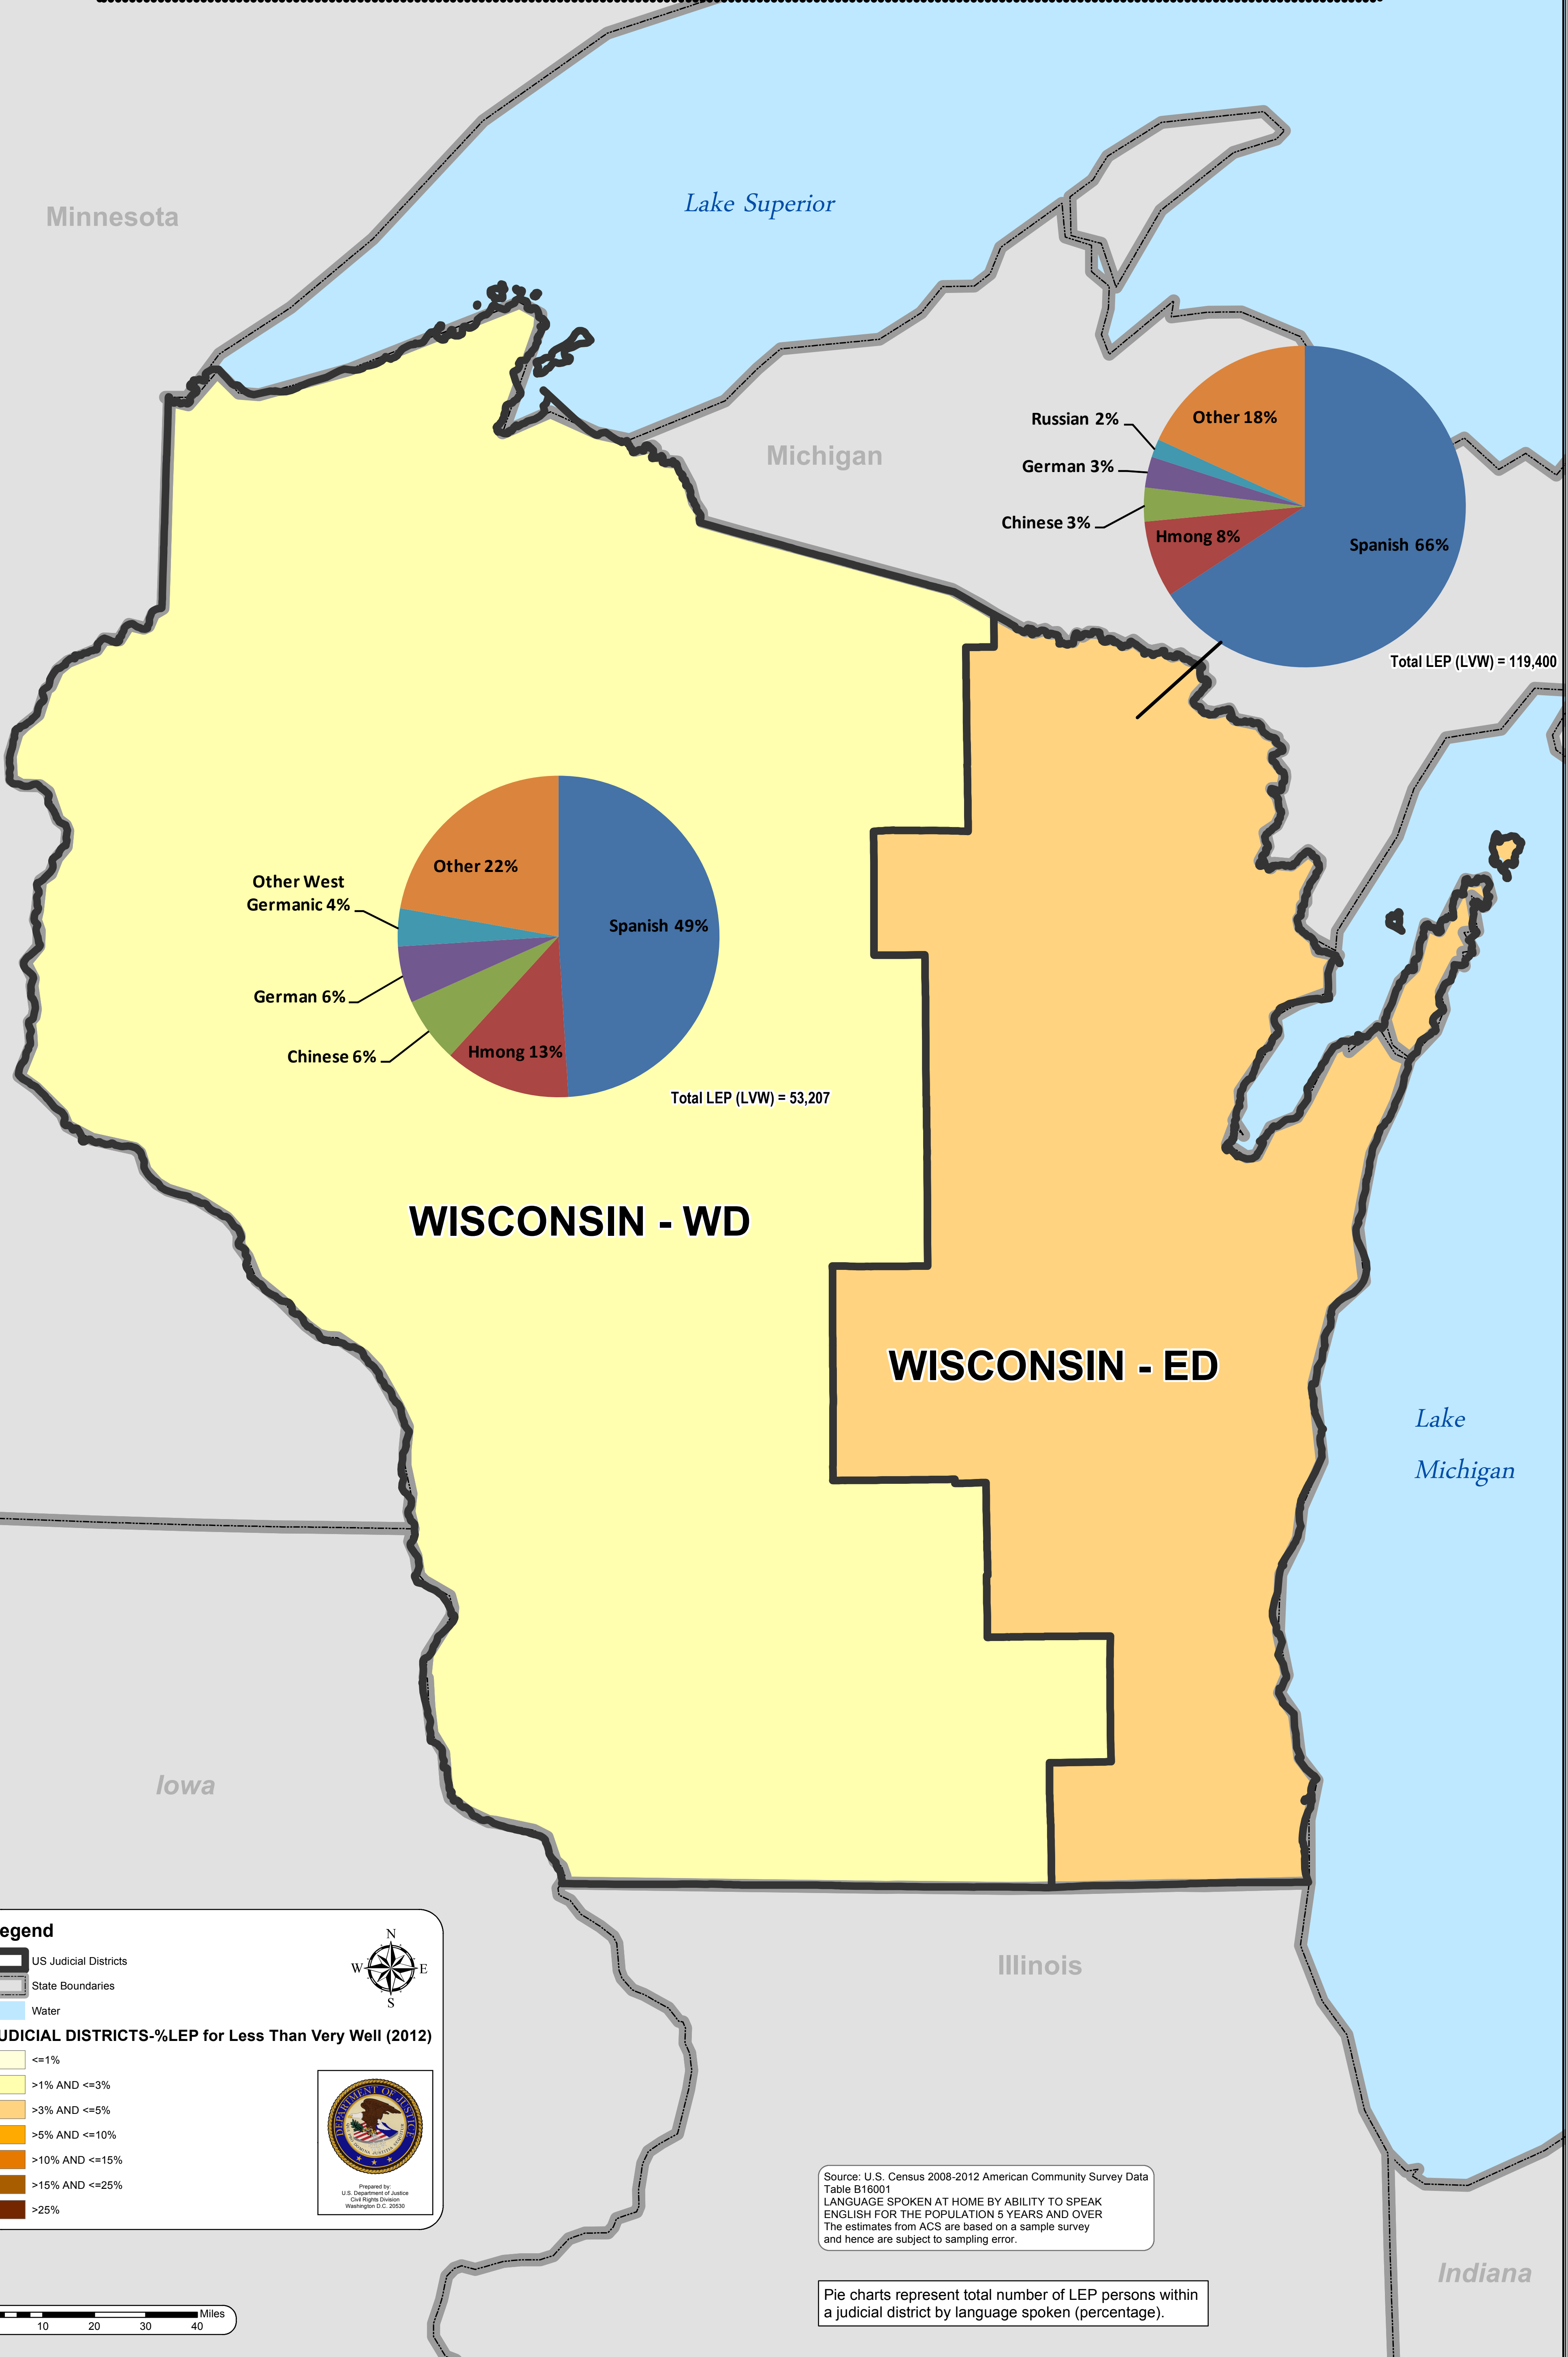 Minnesota
Lake Superior
Michigan
Other 18%
Russian 2%
German 3%
Chinese 3%
Hmong 8%
Spanish 66%
Total LEP (LVW) = 119,400
Other 22%
Other West
Germanic 4%
Spanish 49%
German 6%
Chinese 6%
Hmong 13%
Total LEP (LVW) = 53,207
WISCONSIN - WD
WISCONSIN - ED
Lake
Michigan
Iowa
Illinois
Indiana
egend
N
W E
S
US Judicial Districts
State Boundaries
Water
UDICIAL DISTRICTS-%LEP for Less Than Very Well (2012)
<=1%
>1% AND <=3%
>3% AND <=5%
>5% AND <=10%
>10% AND <=15%
>15% AND <=25%
>25%
DEPARTMENT OF JUSTICE
Prepared by:
U.S. Department of Justice
Civil Rights Division
Washington D.C. 20530
Miles
10 20 30 40
Source: U.S. Census 2008-2012 American Community Survey Data
Table B16001
LANGUAGE SPOKEN AT HOME BY ABILITY TO SPEAK
ENGLISH FOR THE POPULATION 5 YEARS AND OVER
The estimates from ACS are based on a sample survey
and hence are subject to sampling error.
Pie charts represent total number of LEP persons within
a judicial district by language spoken (percentage).